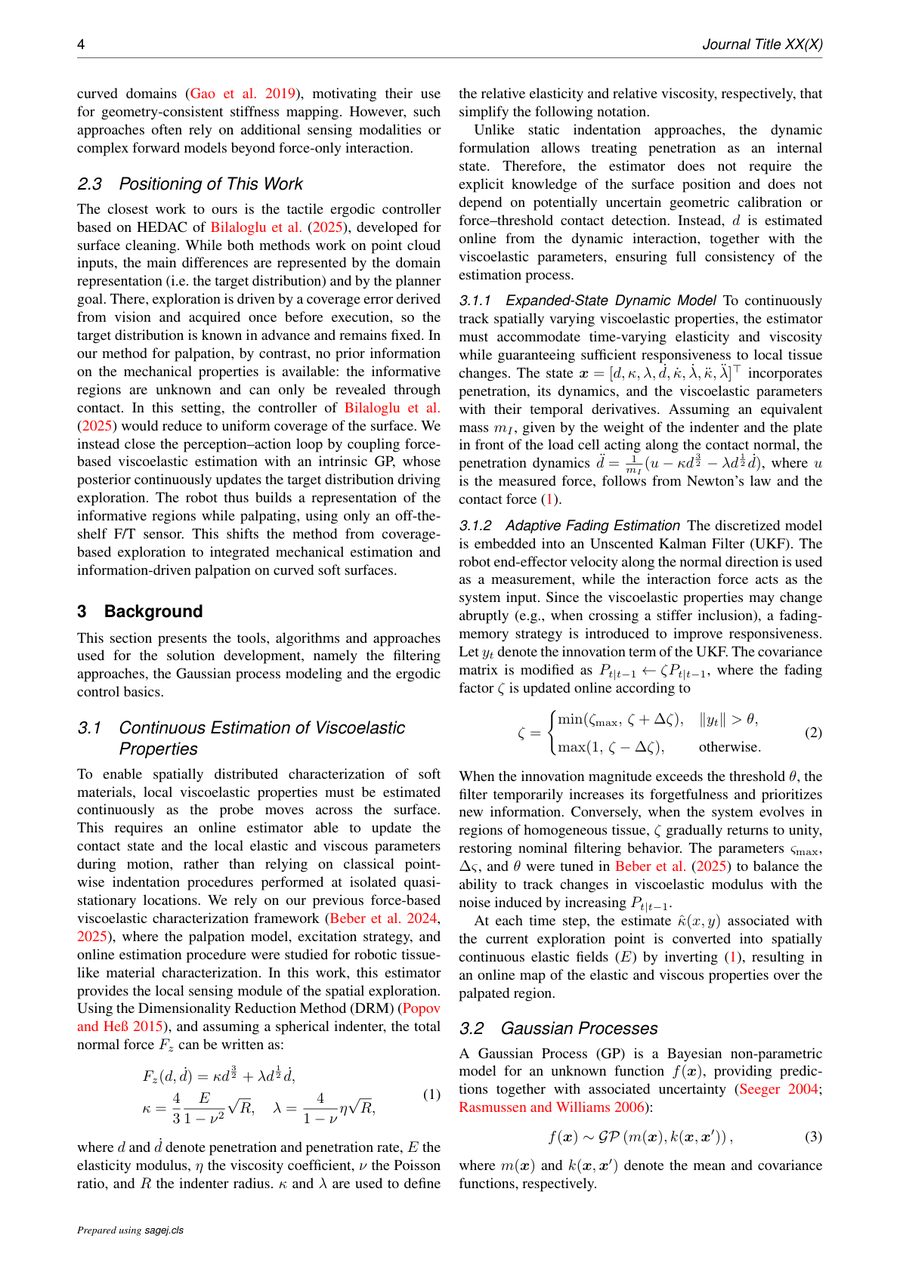 4
Journal Title XX(X)
curved domains (Gao et al. 2019), motivating their use
for geometry-consistent stiffness mapping. However, such
approaches often rely on additional sensing modalities or
complex forward models beyond force-only interaction.
2.3 Positioning of This Work
The closest work to ours is the tactile ergodic controller
based on HEDAC of Bilaloglu et al. (2025), developed for
surface cleaning. While both methods work on point cloud
inputs, the main differences are represented by the domain
representation (i.e. the target distribution) and by the planner
goal. There, exploration is driven by a coverage error derived
from vision and acquired once before execution, so the
target distribution is known in advance and remains fixed. In
our method for palpation, by contrast, no prior information
on the mechanical properties is available: the informative
regions are unknown and can only be revealed through
contact. In this setting, the controller of Bilaloglu et al.
(2025) would reduce to uniform coverage of the surface. We
instead close the perception–action loop by coupling force-
based viscoelastic estimation with an intrinsic GP, whose
posterior continuously updates the target distribution driving
exploration. The robot thus builds a representation of the
informative regions while palpating, using only an off-the-
shelf F/T sensor. This shifts the method from coverage-
based exploration to integrated mechanical estimation and
information-driven palpation on curved soft surfaces.
3 Background
This section presents the tools, algorithms and approaches
used for the solution development, namely the filtering
approaches, the Gaussian process modeling and the ergodic
control basics.
3.1 Continuous Estimation of Viscoelastic
Properties
To enable spatially distributed characterization of soft
materials, local viscoelastic properties must be estimated
continuously as the probe moves across the surface.
This requires an online estimator able to update the
contact state and the local elastic and viscous parameters
during motion, rather than relying on classical point-
wise indentation procedures performed at isolated quasi-
stationary locations. We rely on our previous force-based
viscoelastic characterization framework (Beber et al. 2024,
2025), where the palpation model, excitation strategy, and
online estimation procedure were studied for robotic tissue-
like material characterization. In this work, this estimator
provides the local sensing module of the spatial exploration.
Using the Dimensionality Reduction Method (DRM) (Popov
and Heß 2015), and assuming a spherical indenter, the total
normal force F_z can be written as:
F_z(d, ḋ) = κd^{3/2} + λd^{1/2}ḋ,
κ = 4/3 E/(1 − ν²) √R, λ = 4/(1 − ν) η√R, (1)
where d and ḋ denote penetration and penetration rate, E the
elasticity modulus, η the viscosity coefficient, ν the Poisson
ratio, and R the indenter radius. κ and λ are used to define
the relative elasticity and relative viscosity, respectively, that
simplify the following notation.
Unlike static indentation approaches, the dynamic
formulation allows treating penetration as an internal
state. Therefore, the estimator does not require the
explicit knowledge of the surface position and does not
depend on potentially uncertain geometric calibration or
force–threshold contact detection. Instead, d is estimated
online from the dynamic interaction, together with the
viscoelastic parameters, ensuring full consistency of the
estimation process.
3.1.1 Expanded-State Dynamic Model To continuously
track spatially varying viscoelastic properties, the estimator
must accommodate time-varying elasticity and viscosity
while guaranteeing sufficient responsiveness to local tissue
changes. The state x = [d, κ, λ, ḋ, κ̇, λ̇, κ̈, λ̈]^⊤ incorporates
penetration, its dynamics, and the viscoelastic parameters
with their temporal derivatives. Assuming an equivalent
mass m_I, given by the weight of the indenter and the plate
in front of the load cell acting along the contact normal, the
penetration dynamics d̈ = 1/m_I (u − κd^{3/2} − λd^{1/2}ḋ), where u
is the measured force, follows from Newton's law and the
contact force (1).
3.1.2 Adaptive Fading Estimation The discretized model
is embedded into an Unscented Kalman Filter (UKF). The
robot end-effector velocity along the normal direction is used
as a measurement, while the interaction force acts as the
system input. Since the viscoelastic properties may change
abruptly (e.g., when crossing a stiffer inclusion), a fading-
memory strategy is introduced to improve responsiveness.
Let y_t denote the innovation term of the UKF. The covariance
matrix is modified as P_{t|t−1} ← ζP_{t|t−1}, where the fading
factor ζ is updated online according to
ζ = { min(ζ_max, ζ + Δζ), ‖y_t‖ > θ,
max(1, ζ − Δζ), otherwise. (2)
When the innovation magnitude exceeds the threshold θ, the
filter temporarily increases its forgetfulness and prioritizes
new information. Conversely, when the system evolves in
regions of homogeneous tissue, ζ gradually returns to unity,
restoring nominal filtering behavior. The parameters ς_max,
Δς, and θ were tuned in Beber et al. (2025) to balance the
ability to track changes in viscoelastic modulus with the
noise induced by increasing P_{t|t−1}.
At each time step, the estimate κ̂(x, y) associated with
the current exploration point is converted into spatially
continuous elastic fields (E) by inverting (1), resulting in
an online map of the elastic and viscous properties over the
palpated region.
3.2 Gaussian Processes
A Gaussian Process (GP) is a Bayesian non-parametric
model for an unknown function f(x), providing predic-
tions together with associated uncertainty (Seeger 2004;
Rasmussen and Williams 2006):
f(x) ∼ GP (m(x), k(x, x′)) , (3)
where m(x) and k(x, x′) denote the mean and covariance
functions, respectively.
Prepared using sagej.cls